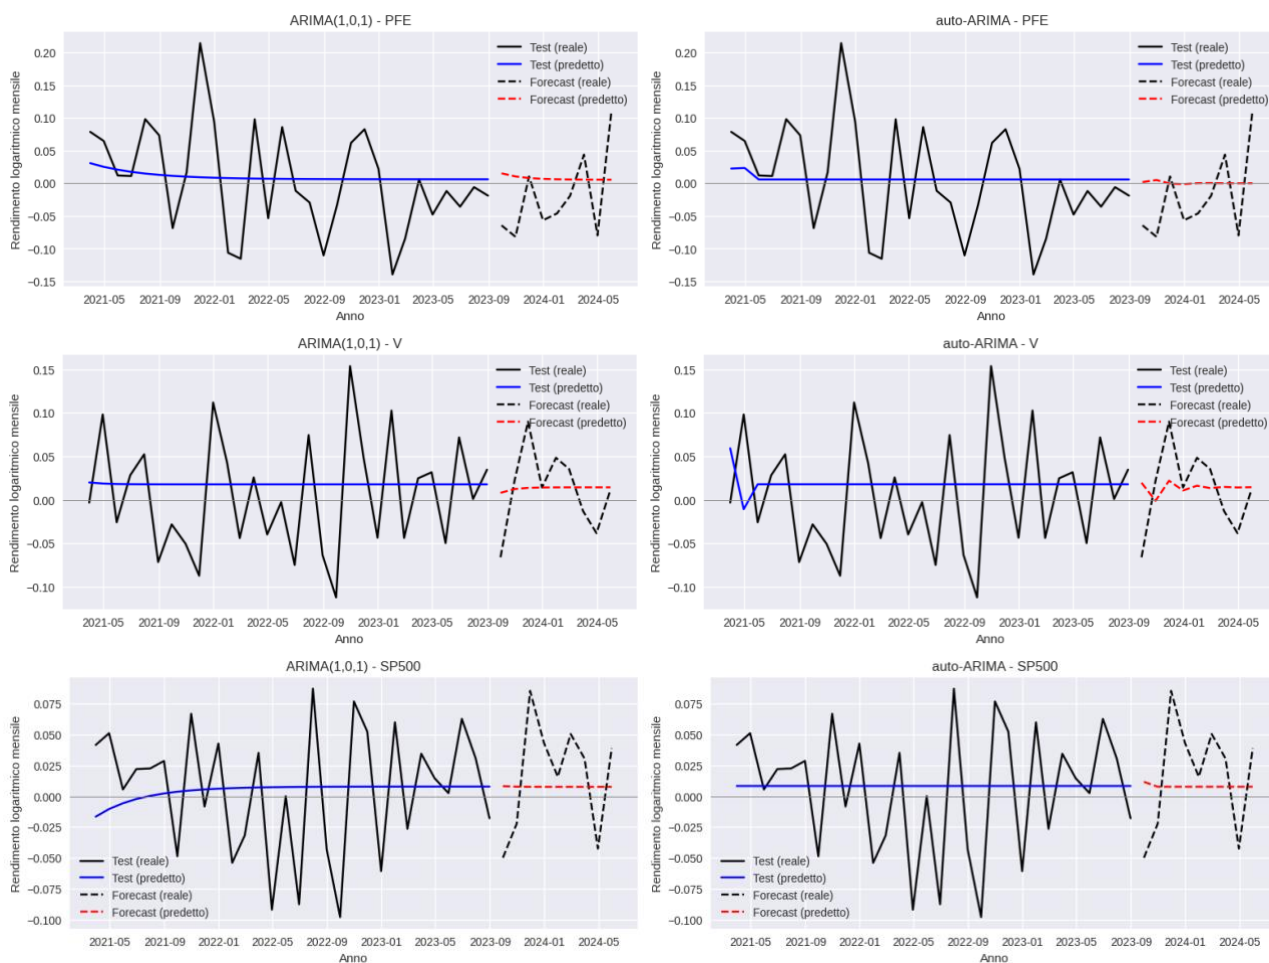 ARIMA(1,0,1) - PFE
Rendimento logaritmico mensile
0.20
0.15
0.10
0.05
0.00
−0.05
−0.10
−0.15
Test (reale)
Test (predetto)
Forecast (reale)
Forecast (predetto)
2021-05 2021-09 2022-01 2022-05 2022-09 2023-01 2023-05 2023-09 2024-01 2024-05
Anno
auto-ARIMA - PFE
Rendimento logaritmico mensile
0.20
0.15
0.10
0.05
0.00
−0.05
−0.10
−0.15
Test (reale)
Test (predetto)
Forecast (reale)
Forecast (predetto)
2021-05 2021-09 2022-01 2022-05 2022-09 2023-01 2023-05 2023-09 2024-01 2024-05
Anno
ARIMA(1,0,1) - V
Rendimento logaritmico mensile
0.15
0.10
0.05
0.00
−0.05
−0.10
Test (reale)
Test (predetto)
Forecast (reale)
Forecast (predetto)
2021-05 2021-09 2022-01 2022-05 2022-09 2023-01 2023-05 2023-09 2024-01 2024-05
Anno
auto-ARIMA - V
Rendimento logaritmico mensile
0.15
0.10
0.05
0.00
−0.05
−0.10
Test (reale)
Test (predetto)
Forecast (reale)
Forecast (predetto)
2021-05 2021-09 2022-01 2022-05 2022-09 2023-01 2023-05 2023-09 2024-01 2024-05
Anno
ARIMA(1,0,1) - SP500
Rendimento logaritmico mensile
0.075
0.050
0.025
0.000
−0.025
−0.050
−0.075
−0.100
Test (reale)
Test (predetto)
Forecast (reale)
Forecast (predetto)
2021-05 2021-09 2022-01 2022-05 2022-09 2023-01 2023-05 2023-09 2024-01 2024-05
Anno
auto-ARIMA - SP500
Rendimento logaritmico mensile
0.075
0.050
0.025
0.000
−0.025
−0.050
−0.075
−0.100
Test (reale)
Test (predetto)
Forecast (reale)
Forecast (predetto)
2021-05 2021-09 2022-01 2022-05 2022-09 2023-01 2023-05 2023-09 2024-01 2024-05
Anno